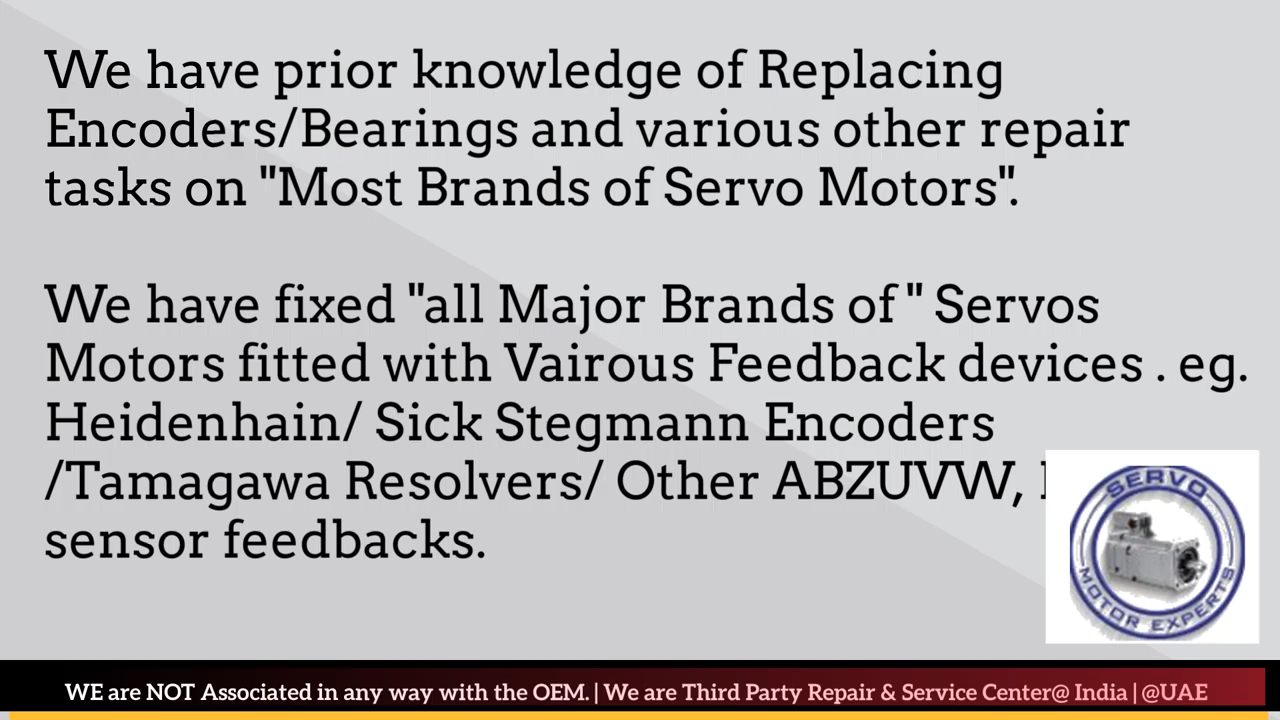 We have prior knowledge of Replacing
Encoders/Bearings and various other repair
tasks on "Most Brands of Servo Motors".
We have fixed "all Major Brands of " Servos
Motors fitted with Vairous Feedback devices . eg.
Heidenhain/ Sick Stegmann Encoders
/Tamagawa Resolvers/ Other ABZUVW,
sensor feedbacks.
SERVO
MOTOR EXPERTS
WE are NOT Associated in any way with the OEM. | We are Third Party Repair & Service Center@ India | @UAE